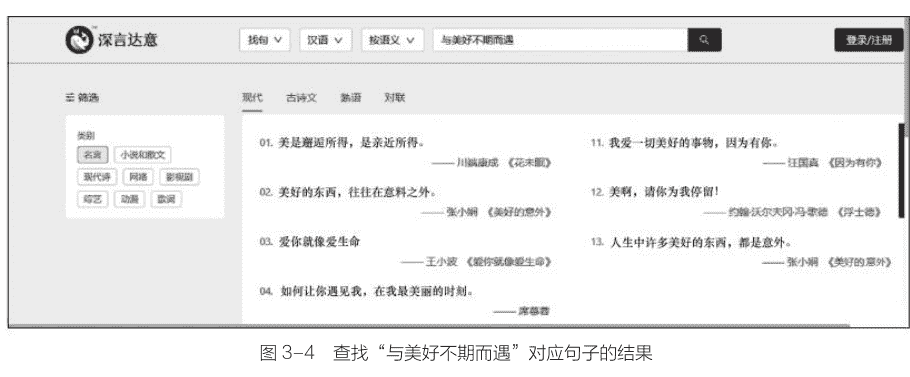 深言达意
找句 ∨ 汉语 ∨ 按语义 ∨ 与美好不期而遇
登录/注册
筛选
现代 古诗文 熟语 对联
类别
名言 小说和散文
现代诗 网络 影视剧
综艺 动漫 歌词
01. 美是邂逅所得，是亲近所得。
—— 川端康成 《花未眠》
02. 美好的东西，往往在意料之外。
—— 张小娴 《美好的意外》
03. 爱你就像爱生命
—— 王小波 《爱你就像爱生命》
04. 如何让你遇见我，在我最美丽的时刻。
—— 席慕蓉
11. 我爱一切美好的事物，因为有你。
—— 汪国真 《因为有你》
12. 美啊，请你为我停留！
—— 约翰·沃尔夫冈·冯·歌德 《浮士德》
13. 人生中许多美好的东西，都是意外。
—— 张小娴 《美好的意外》
图 3-4 查找“与美好不期而遇”对应句子的结果